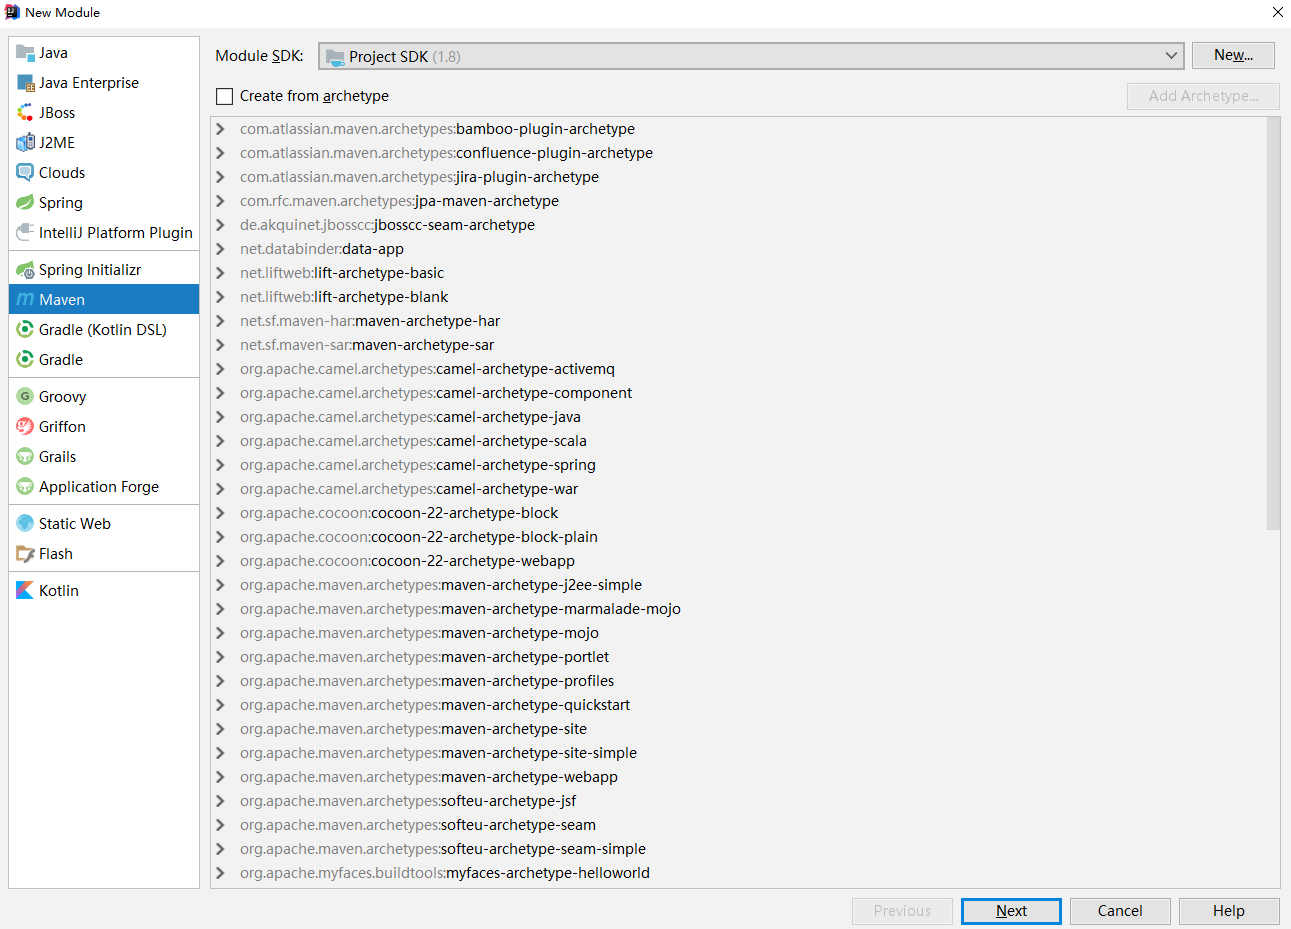 New Module
Java
Java Enterprise
JBoss
J2ME
Clouds
Spring
IntelliJ Platform Plugin
Spring Initializr
Maven
Gradle (Kotlin DSL)
Gradle
Groovy
Griffon
Grails
Application Forge
Static Web
Flash
Kotlin
Module SDK: Project SDK (1.8) New...
Create from archetype Add Archetype...
com.atlassian.maven.archetypes:bamboo-plugin-archetype
com.atlassian.maven.archetypes:confluence-plugin-archetype
com.atlassian.maven.archetypes:jira-plugin-archetype
com.rfc.maven.archetypes:jpa-maven-archetype
de.akquinet.jbosscc:jbosscc-seam-archetype
net.databinder:data-app
net.liftweb:lift-archetype-basic
net.liftweb:lift-archetype-blank
net.sf.maven-har:maven-archetype-har
net.sf.maven-sar:maven-archetype-sar
org.apache.camel.archetypes:camel-archetype-activemq
org.apache.camel.archetypes:camel-archetype-component
org.apache.camel.archetypes:camel-archetype-java
org.apache.camel.archetypes:camel-archetype-scala
org.apache.camel.archetypes:camel-archetype-spring
org.apache.camel.archetypes:camel-archetype-war
org.apache.cocoon:cocoon-22-archetype-block
org.apache.cocoon:cocoon-22-archetype-block-plain
org.apache.cocoon:cocoon-22-archetype-webapp
org.apache.maven.archetypes:maven-archetype-j2ee-simple
org.apache.maven.archetypes:maven-archetype-marmalade-mojo
org.apache.maven.archetypes:maven-archetype-mojo
org.apache.maven.archetypes:maven-archetype-portlet
org.apache.maven.archetypes:maven-archetype-profiles
org.apache.maven.archetypes:maven-archetype-quickstart
org.apache.maven.archetypes:maven-archetype-site
org.apache.maven.archetypes:maven-archetype-site-simple
org.apache.maven.archetypes:maven-archetype-webapp
org.apache.maven.archetypes:softeu-archetype-jsf
org.apache.maven.archetypes:softeu-archetype-seam
org.apache.maven.archetypes:softeu-archetype-seam-simple
org.apache.myfaces.buildtools:myfaces-archetype-helloworld
Previous Next Cancel Help